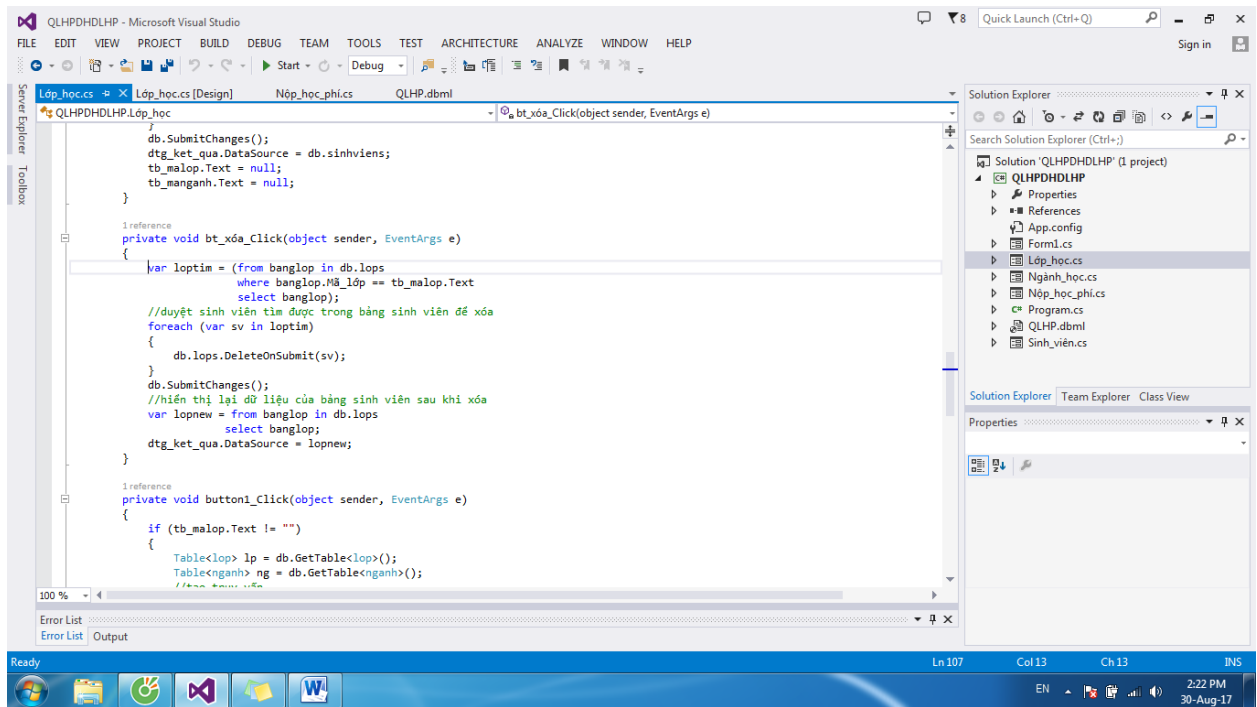 QLHPDHDLHP - Microsoft Visual Studio
8
Quick Launch (Ctrl+Q)
FILE EDIT VIEW PROJECT BUILD DEBUG TEAM TOOLS TEST ARCHITECTURE ANALYZE WINDOW HELP
Sign in
Start
Debug
Server Explorer
Toolbox
Lớp_học.cs
Lớp_học.cs [Design]
Nộp_học_phí.cs
QLHP.dbml
QLHPDHDLHP.Lớp_học
bt_xóa_Click(object sender, EventArgs e)
}
db.SubmitChanges();
dtg_ket_qua.DataSource = db.sinhviens;
tb_malop.Text = null;
tb_manganh.Text = null;
}
1 reference
private void bt_xóa_Click(object sender, EventArgs e)
{
var loptim = (from banglop in db.lops
where banglop.Mã_lớp == tb_malop.Text
select banglop);
//duyệt sinh viên tìm được trong bảng sinh viên để xóa
foreach (var sv in loptim)
{
db.lops.DeleteOnSubmit(sv);
}
db.SubmitChanges();
//hiển thị lại dữ liệu của bảng sinh viên sau khi xóa
var lopnew = from banglop in db.lops
select banglop;
dtg_ket_qua.DataSource = lopnew;
}
1 reference
private void button1_Click(object sender, EventArgs e)
{
if (tb_malop.Text != "")
{
Table<lop> lp = db.GetTable<lop>();
Table<nganh> ng = db.GetTable<nganh>();
100 %
Error List
Error List Output
Solution Explorer
Search Solution Explorer (Ctrl+;)
Solution 'QLHPDHDLHP' (1 project)
C# QLHPDHDLHP
Properties
References
App.config
Form1.cs
Lớp_học.cs
Ngành_học.cs
Nộp_học_phí.cs
C# Program.cs
QLHP.dbml
Sinh_viên.cs
Solution Explorer Team Explorer Class View
Properties
Ready
Ln 107
Col 13
Ch 13
INS
W
EN
2:22 PM
30-Aug-17